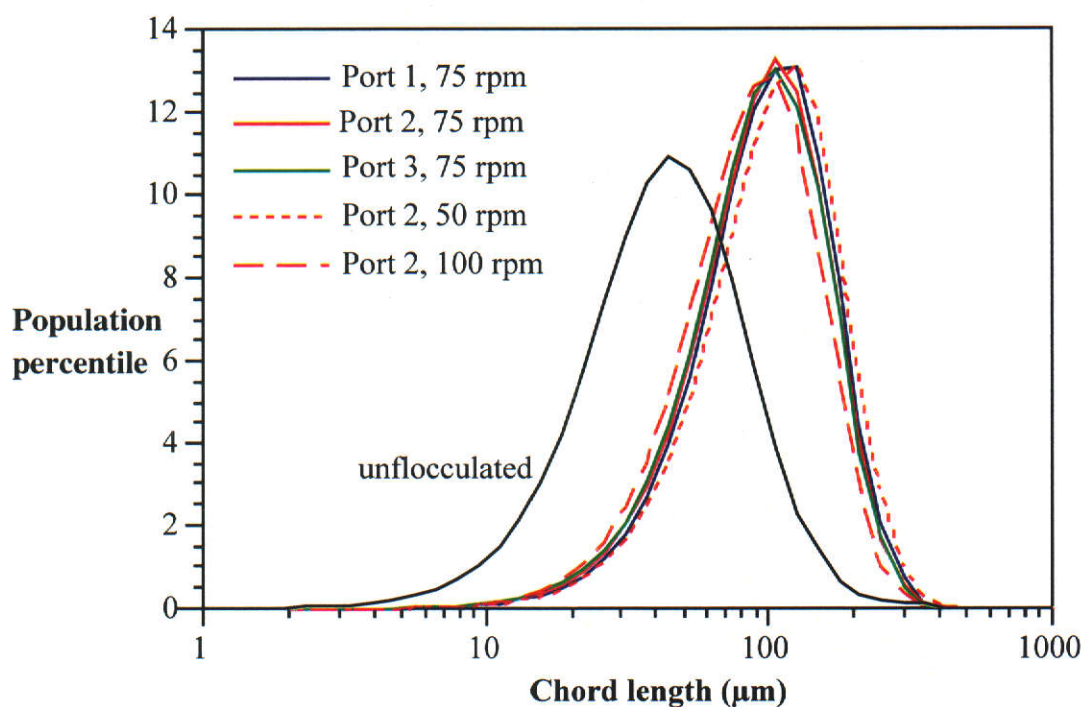 14
12
10
8
6
4
2
0
Population
percentile
Port 1, 75 rpm
Port 2, 75 rpm
Port 3, 75 rpm
Port 2, 50 rpm
Port 2, 100 rpm
unflocculated
1
10
100
1000
Chord length (µm)